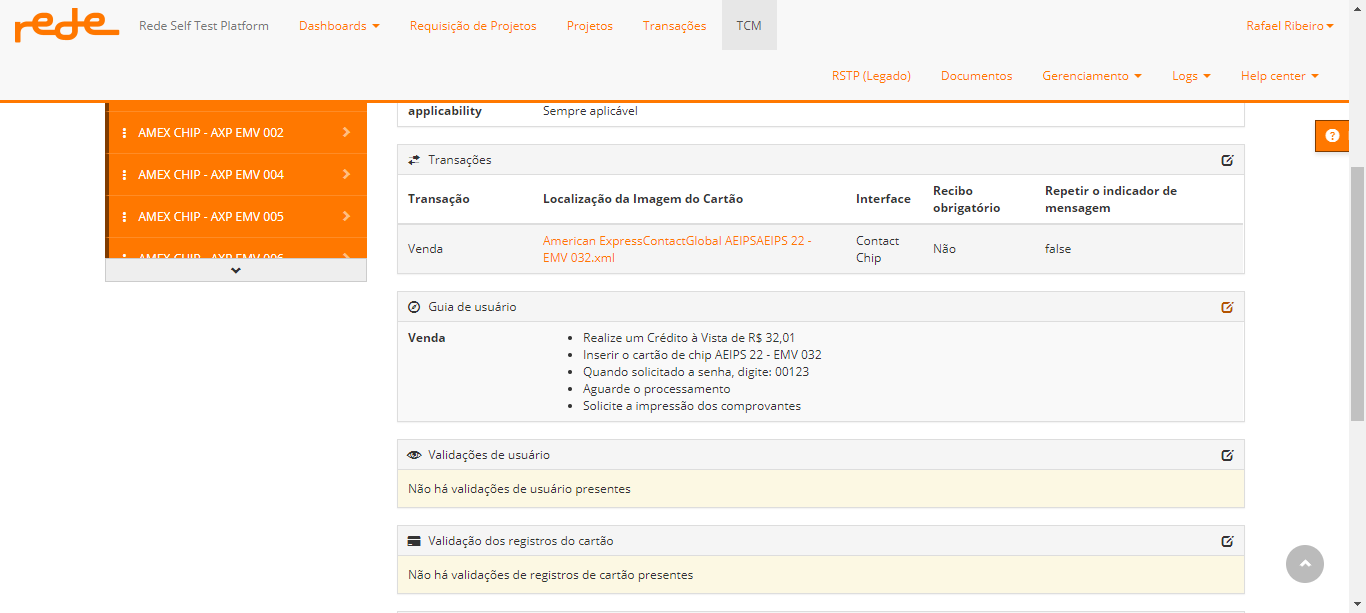 rede Rede Self Test Platform Dashboards Requisição de Projetos Projetos Transações TCM Rafael Ribeiro
RSTP (Legado) Documentos Gerenciamento Logs Help center
AMEX CHIP - AXP EMV 002
AMEX CHIP - AXP EMV 004
AMEX CHIP - AXP EMV 005
AMEX CHIP - AXP EMV 006
applicability Sempre aplicável
Transações
Transação Localização da Imagem do Cartão Interface Recibo obrigatório Repetir o indicador de mensagem
Venda American ExpressContactGlobal AEIPSAEIPS 22 - EMV 032.xml Contact Chip Não false
Guia de usuário
Venda
Realize um Crédito à Vista de R$ 32,01
Inserir o cartão de chip AEIPS 22 - EMV 032
Quando solicitado a senha, digite: 00123
Aguarde o processamento
Solicite a impressão dos comprovantes
Validações de usuário
Não há validações de usuário presentes
Validação dos registros do cartão
Não há validações de registros de cartão presentes